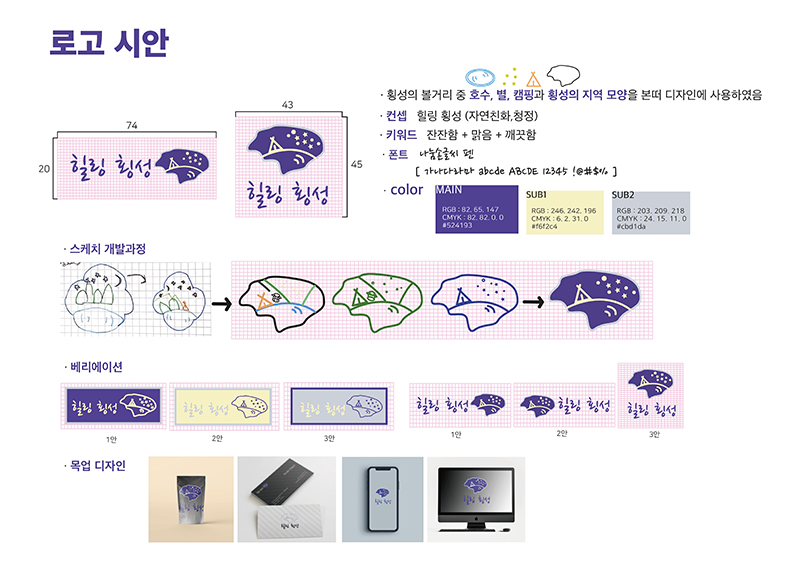 로고 시안
· 횡성의 볼거리 중 호수, 별, 캠핑과 횡성의 지역 모양을 본떠 디자인에 사용하였음
· 컨셉 힐링 횡성 (자연친화,청정)
· 키워드 잔잔함 + 맑음 + 깨끗함
· 폰트 나눔손글씨 펜
[ 가나다라마 abcde ABCDE 12345 !@#$% ]
· color
MAIN
RGB : 82, 65, 147
CMYK : 82, 82, 0, 0
#524193
SUB1
RGB : 246, 242, 196
CMYK : 6, 2, 31, 0
#f6f2c4
SUB2
RGB : 203, 209, 218
CMYK : 24, 15, 11, 0
#cbd1da
74
20
힐링 횡성
43
45
힐링 횡성
· 스케치 개발과정
· 베리에이션
힐링 횡성
1안
힐링 횡성
2안
힐링 횡성
3안
힐링 횡성
1안
힐링 횡성
2안
힐링 횡성
3안
· 목업 디자인
힐링 횡성
힐링 횡성
힐링 횡성
힐링 횡성